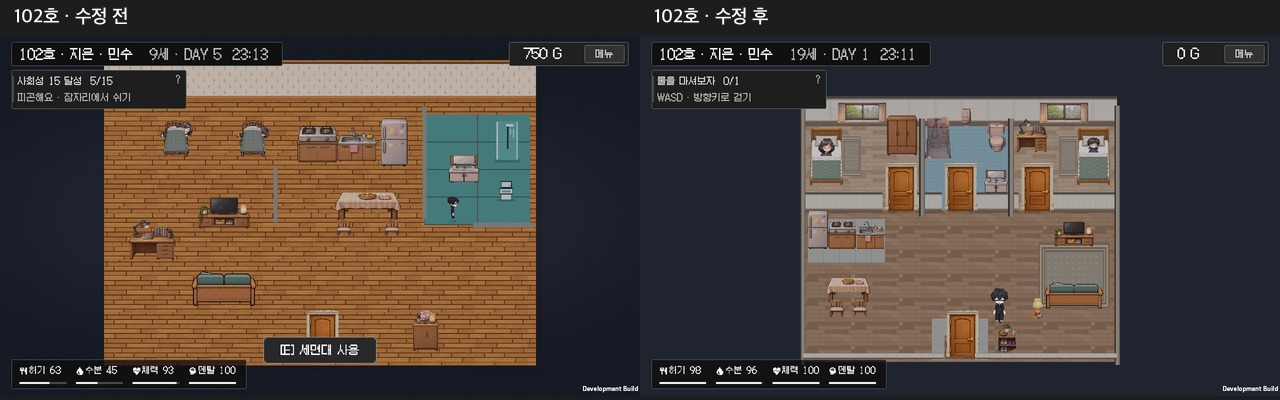 102호 · 수정 전
102호 · 지은 · 민수 9세 · DAY 5 23:13
750 G 메뉴
사회성 15 달성 5/15 ?
피곤해요 · 잠자리에서 쉬기
[E] 세면대 사용
허기 63 수분 45 체력 93 멘탈 100
Development Build
102호 · 수정 후
102호 · 지은 · 민수 19세 · DAY 1 23:11
0 G 메뉴
물을 마셔보자 0/1 ?
WASD · 방향키로 걷기
허기 98 수분 96 체력 100 멘탈 100
Development Build